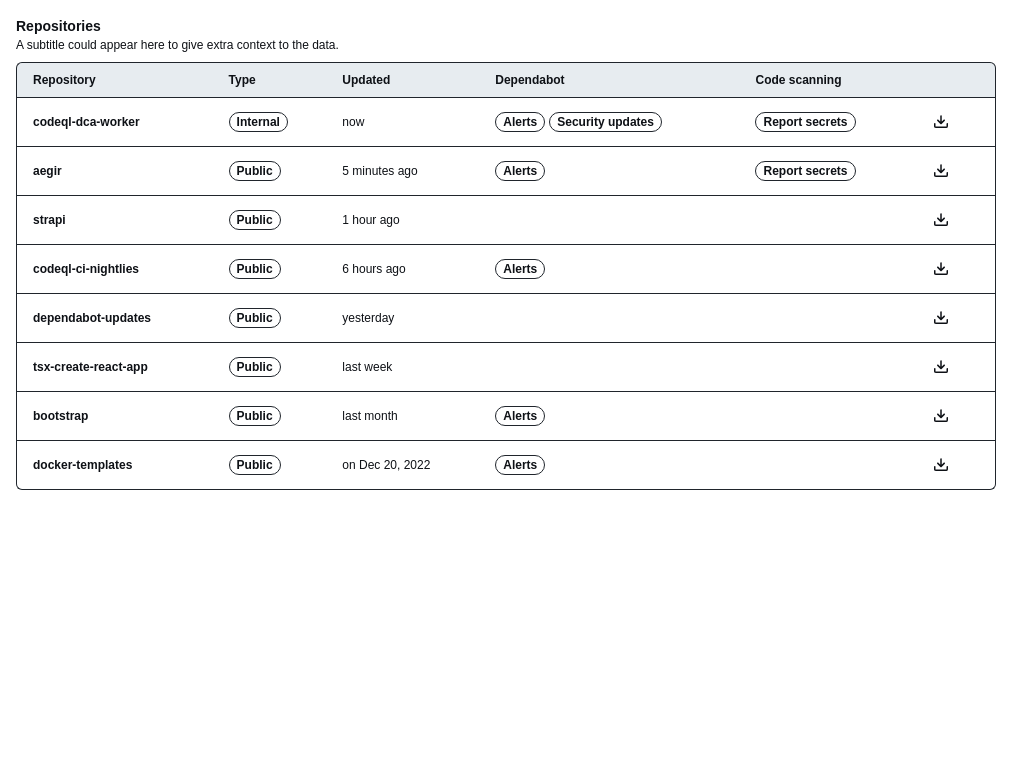 Repositories
A subtitle could appear here to give extra context to the data.
Repository Type Updated Dependabot Code scanning
codeql-dca-worker Internal now Alerts Security updates Report secrets
aegir Public 5 minutes ago Alerts Report secrets
strapi Public 1 hour ago
codeql-ci-nightlies Public 6 hours ago Alerts
dependabot-updates Public yesterday
tsx-create-react-app Public last week
bootstrap Public last month Alerts
docker-templates Public on Dec 20, 2022 Alerts